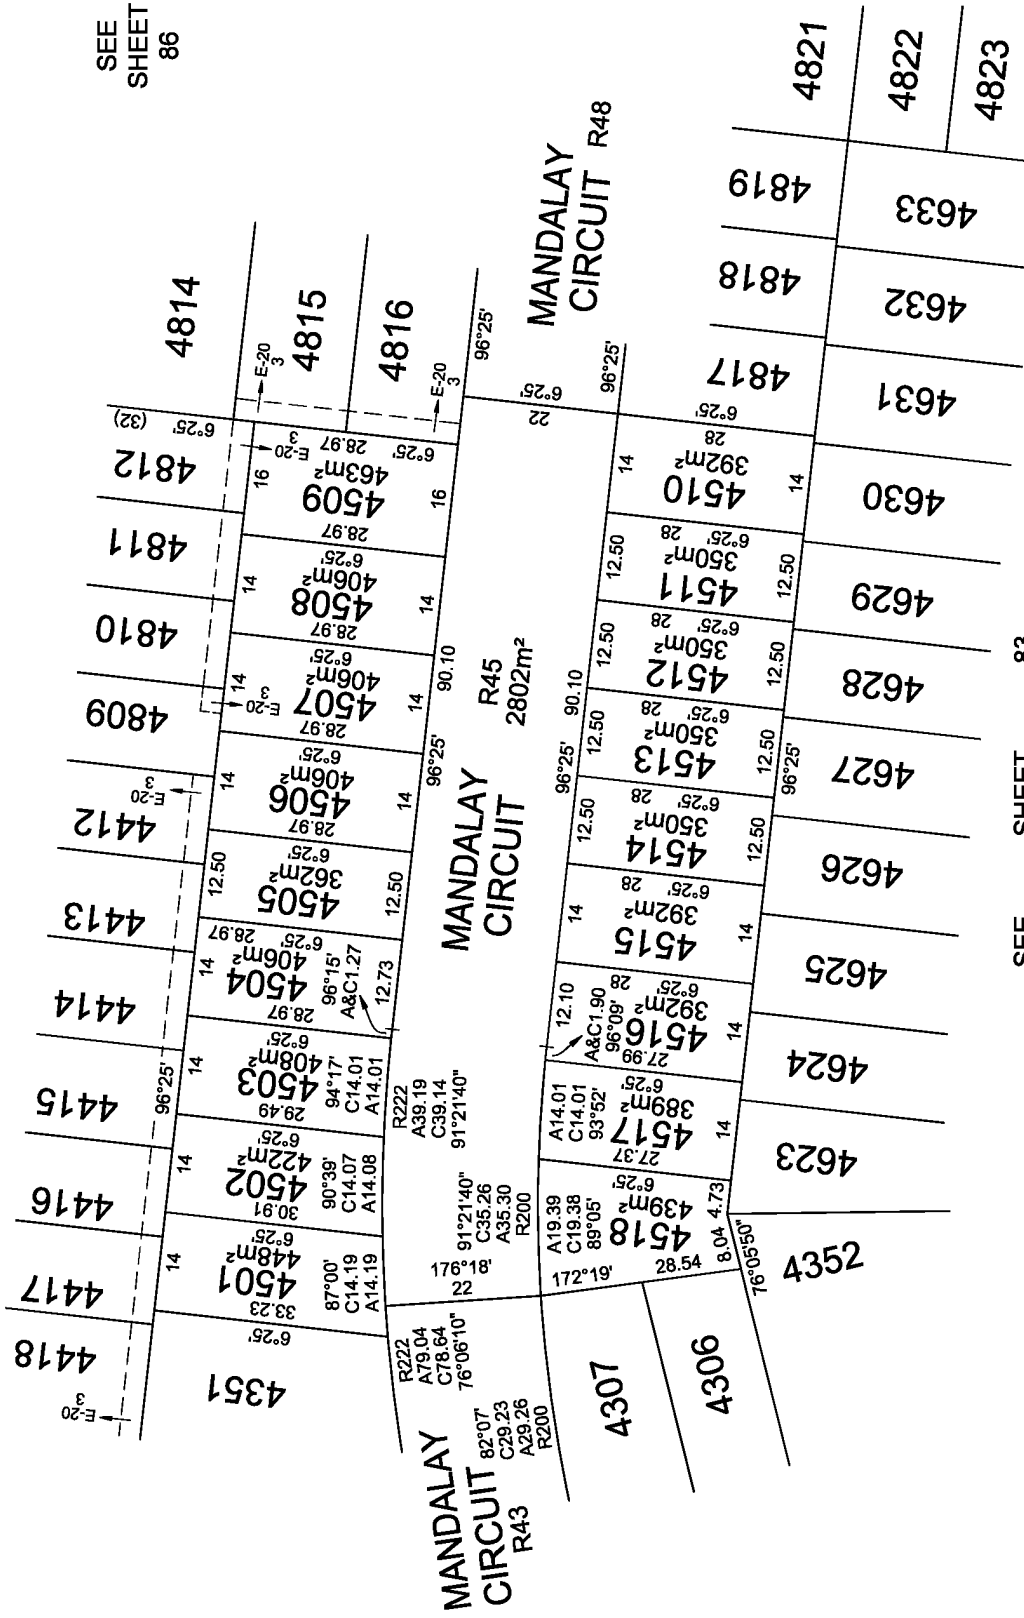 SEE
SHEET
86
4814
4815
4816
E-20
3
E-20
3
96°25'
MANDALAY
CIRCUIT R48
4821
4822
4823
4819
4818
4817
4633
4632
4631
4630
4629
4628
4627
4626
4625
4624
4623
(32)
6°25'
4812
4811
4810
4809
4412
4413
4414
4415
4416
4417
4418
E-20
3
E-20
3
E-20
3
E-20
3
96°25'
16
28.97
6°25'
463m²
4509
16
28.97
14
6°25'
406m²
4508
14
28.97
14
6°25'
406m²
4507
14
28.97
14
6°25'
406m²
4506
14
28.97
12.50
6°25'
362m²
4505
12.50
28.97
14
6°25'
406m²
4504
28.97
96°15'
A&C1.27
12.73
14
6°25'
408m²
4503
29.49
94°17'
C14.01
A14.01
14
6°25'
422m²
4502
30.91
90°39'
C14.07
A14.08
14
6°25'
448m²
4501
33.23
87°00'
C14.19
A14.19
6°25'
4351
22
6°25'
96°25'
90.10
96°25'
R45
2802m²
MANDALAY
CIRCUIT
90.10
96°25'
R222
A39.19
C39.14
91°21'40"
91°21'40"
C35.26
A35.30
R200
176°18'
22
R222
A79.04
C78.64
76°06'10"
MANDALAY
CIRCUIT
R43
82°07'
C29.23
A29.26
R200
14
6°25'
28
392m²
4510
14
12.50
6°25'
28
350m²
4511
12.50
12.50
6°25'
28
350m²
4512
12.50
12.50
6°25'
28
350m²
4513
12.50
96°25'
12.50
6°25'
28
350m²
4514
12.50
14
6°25'
28
392m²
4515
14
12.10
A&C1.90
96°09'
6°25'
28
392m²
4516
27.99
14
A14.01
C14.01
93°52'
6°25'
389m²
4517
27.37
14
A19.39
C19.38
89°05'
6°25'
439m²
4518
172°19'
28.54
8.04
4.73
76°05'50"
4352
4307
4306
SEE
SHEET
83